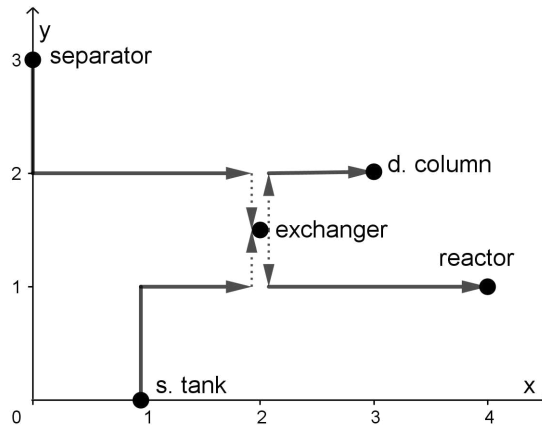 y
3
separator
2
d. column
exchanger
reactor
1
s. tank
x
0
1
2
3
4